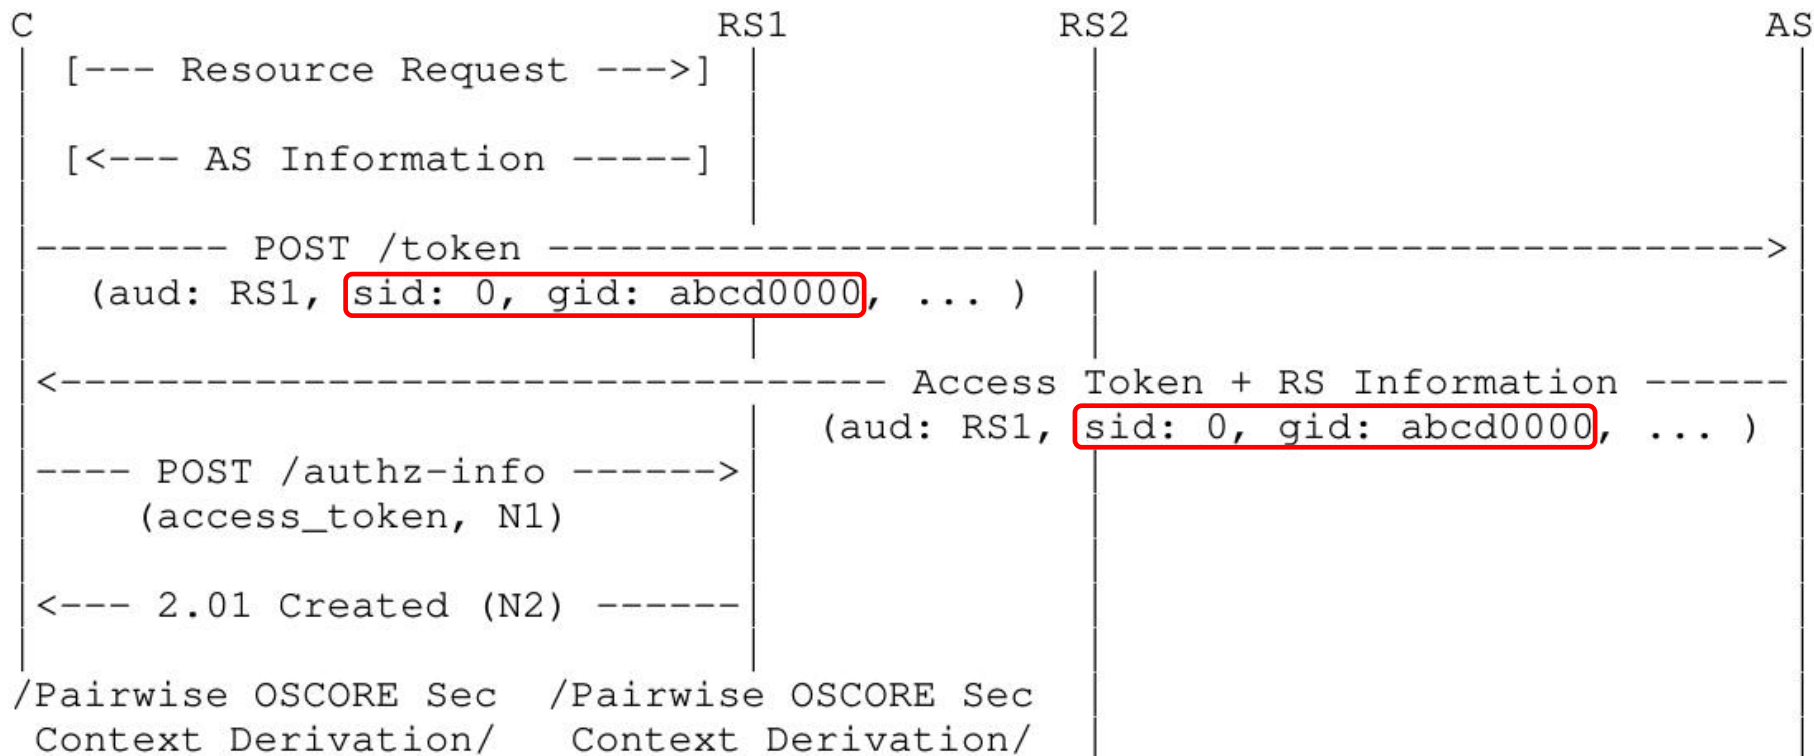 C RS1 RS2 AS
[--- Resource Request --->]
[<--- AS Information -----]
-------- POST /token -------------------------------------------------->
(aud: RS1, sid: 0, gid: abcd0000, ... )
<---------------------------------- Access Token + RS Information ------
(aud: RS1, sid: 0, gid: abcd0000, ... )
---- POST /authz-info ------>
(access_token, N1)
<--- 2.01 Created (N2) ------
/Pairwise OSCORE Sec /Pairwise OSCORE Sec
Context Derivation/ Context Derivation/